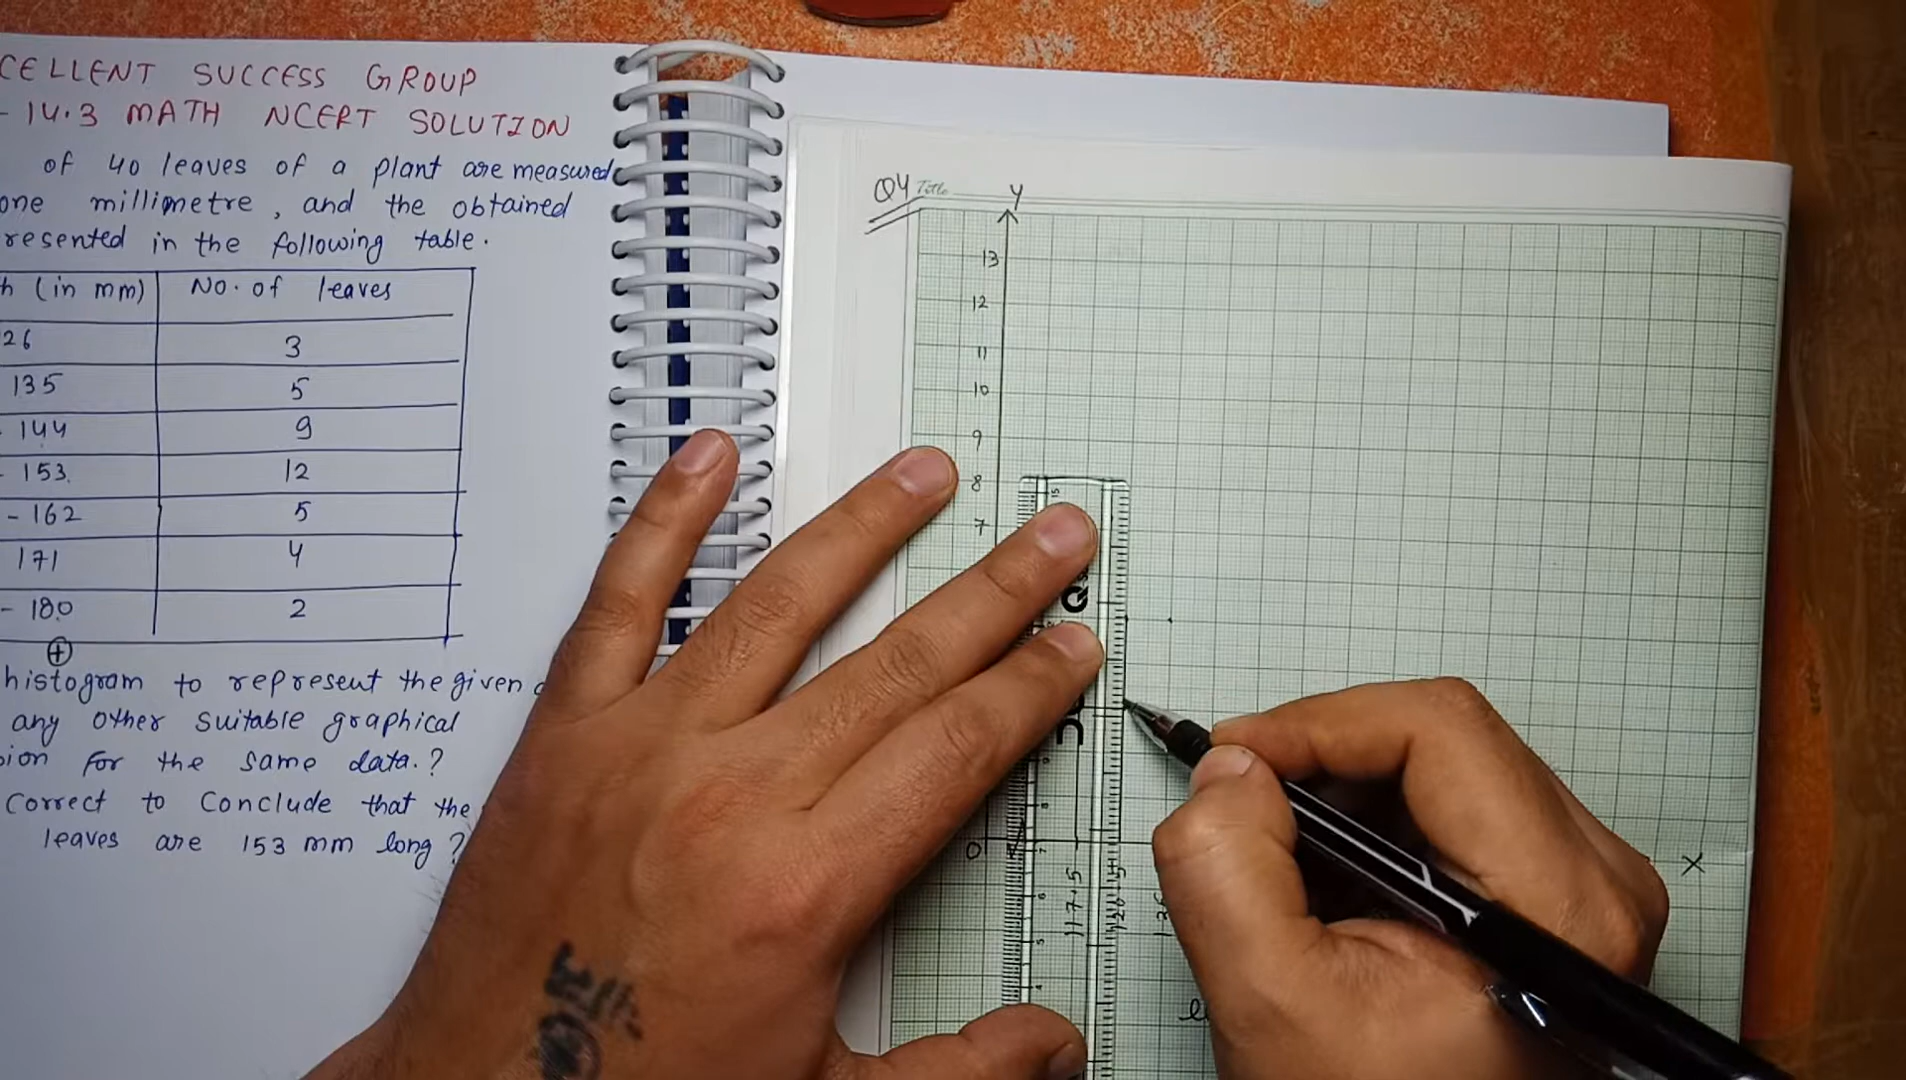 CELLENT SUCCESS GROUP
- 14.3 MATH NCERT SOLUTION
of 40 leaves of a plant are measured
one millimetre, and the obtained
resented in the following table.
h (in mm) No. of leaves
26 3
135 5
- 144 9
- 153 12
- 162 5
171 4
- 180 2
histogram to represent the given
any other suitable graphical
ion for the same data.?
Correct to Conclude that the
leaves are 153 mm long?
Q4 Title
Y
13
12
11
10
9
8
7
15
O
X
117.5
126.5